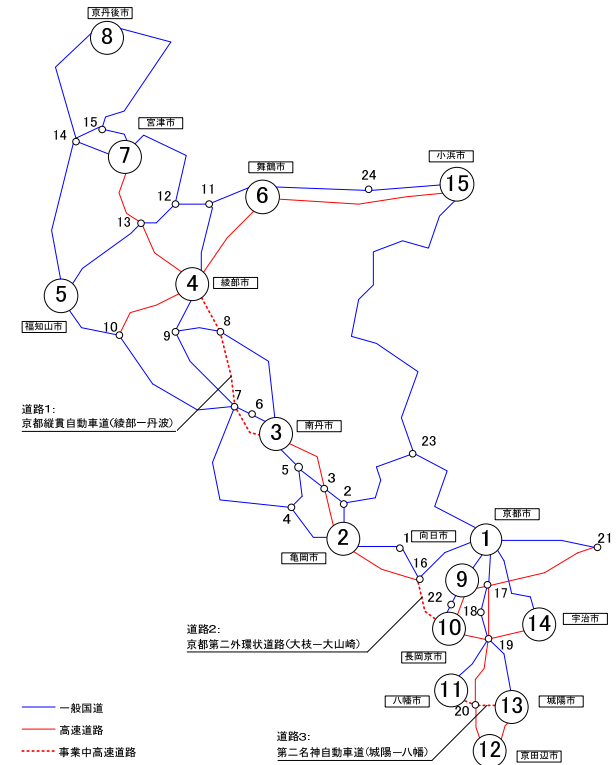 京丹後市
8
15
宮津市
14
7
舞鶴市
24
小浜市
12
11
6
15
13
4
綾部市
5
福知山市
10
9
8
道路1:
京都縦貫自動車道(綾部ー丹波)
7
6
3
南丹市
23
5
3
2
4
京都市
向日市
1
1
21
2
亀岡市
16
9
17
22
18
10
14
宇治市
道路2:
京都第二外環状道路(大枝ー大山崎)
19
長岡京市
八幡市
11
20
13
城陽市
道路3:
第二名神自動車道(城陽ー八幡)
12
京田辺市
一般国道
高速道路
事業中高速道路